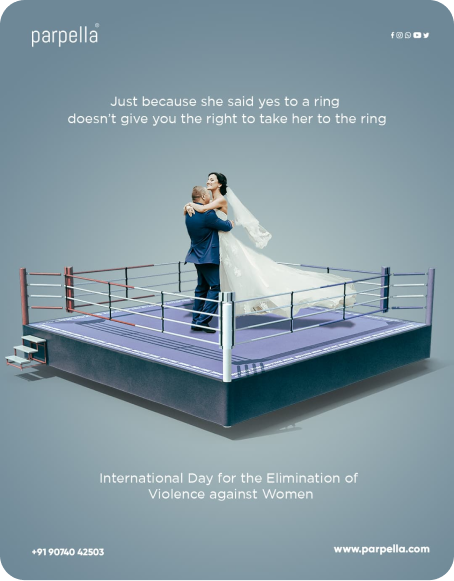 parpella®
Just because she said yes to a ring
doesn't give you the right to take her to the ring
International Day for the Elimination of
Violence against Women
+91 90740 42503
www.parpella.com